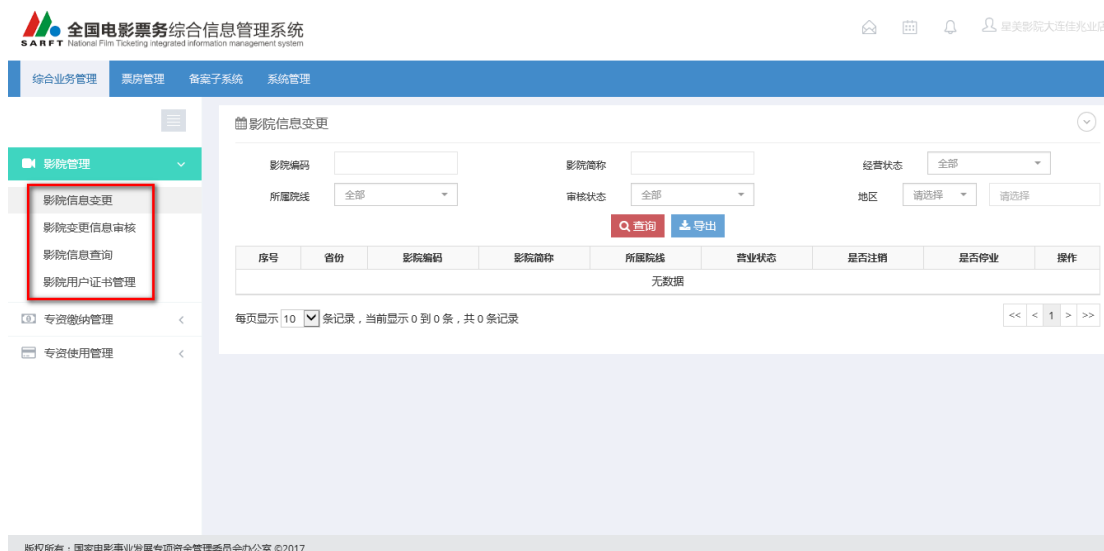 全国电影票务综合信息管理系统
SARFT National Film Ticketing integrated information management system
星美影院大连佳兆业店
综合业务管理 票房管理 备案子系统 系统管理
影院信息变更
影院管理
影院编码 影院简称 经营状态 全部
影院信息变更
所属院线 全部 审核状态 全部 地区 请选择 请选择
影院变更信息审核
查询 导出
影院信息查询
序号 省份 影院编码 影院简称 所属院线 营业状态 是否注销 是否停业 操作
影院用户证书管理
无数据
专资缴纳管理
每页显示 10 条记录，当前显示 0 到 0 条，共 0 条记录
<< < 1 > >>
专资使用管理
版权所有：国家电影事业发展专项资金管理委员会办公室 ©2017